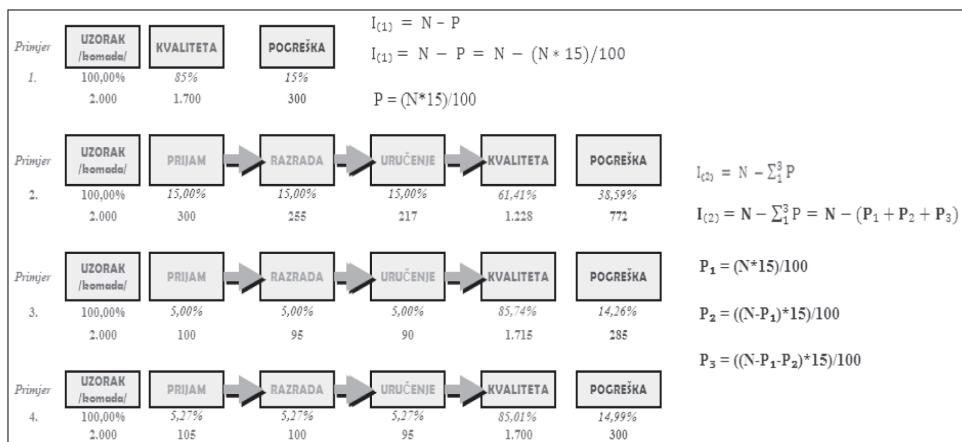 I(1) = N – P
Primjer UZORAK /komada/ KVALITETA POGREŠKA
I(1) = N – P = N – (N * 15)/100
1. 100,00% 85% 15%
2.000 1.700 300
P = (N*15)/100
Primjer UZORAK /komada/ PRIJAM RAZRADA URUČENJE KVALITETA POGREŠKA
2. 100,00% 15,00% 15,00% 15,00% 61,41% 38,59%
2.000 300 255 217 1.228 772
I(2) = N – ∑₁³ P
I(2) = N – ∑₁³ P = N – (P₁ + P₂ + P₃)
Primjer UZORAK /komada/ PRIJAM RAZRADA URUČENJE KVALITETA POGREŠKA
3. 100,00% 5,00% 5,00% 5,00% 85,74% 14,26%
2.000 100 95 90 1.715 285
P₁ = (N*15)/100
P₂ = ((N-P₁)*15)/100
P₃ = ((N-P₁-P₂)*15)/100
Primjer UZORAK /komada/ PRIJAM RAZRADA URUČENJE KVALITETA POGREŠKA
4. 100,00% 5,27% 5,27% 5,27% 85,01% 14,99%
2.000 105 100 95 1.700 300